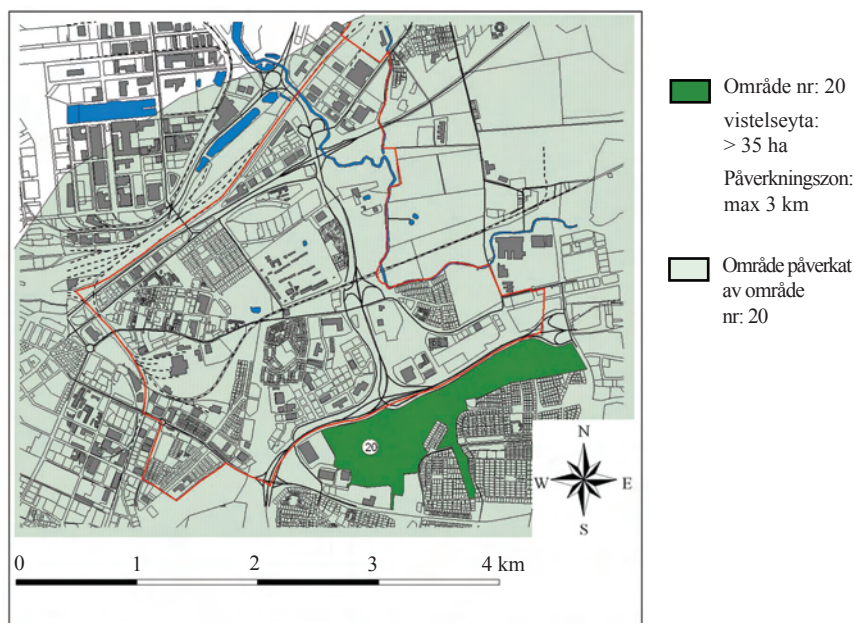 Område nr: 20
vistelseyta:
> 35 ha
Påverkningszon:
max 3 km
Område påverkat
av område
nr: 20
20
N
W E
S
0 1 2 3 4 km